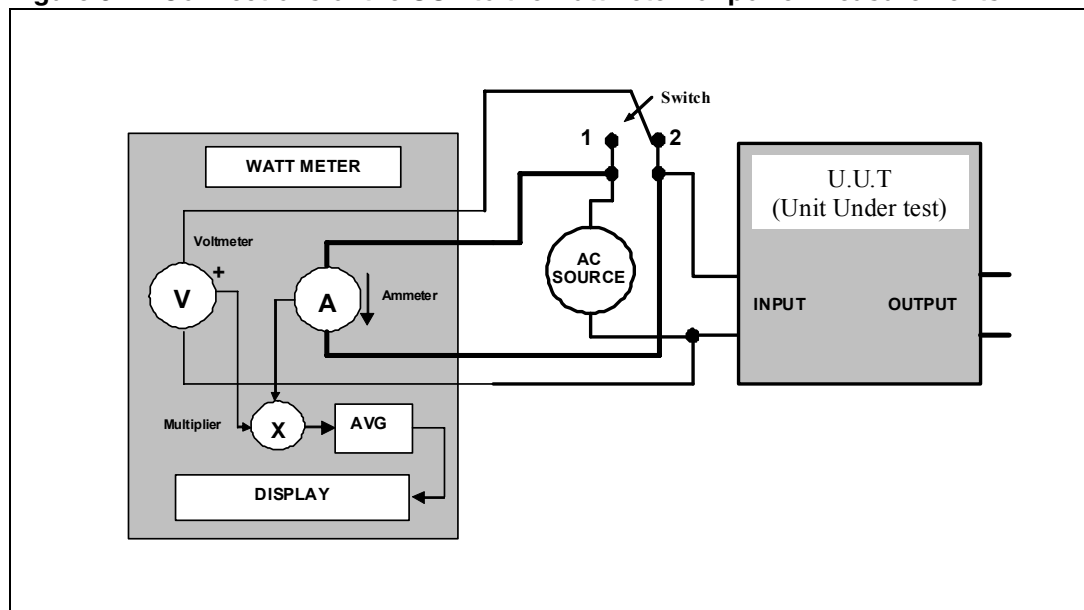 Switch
1 2
WATT METER
U.U.T
(Unit Under test)
Voltmeter
+
V
A
Ammeter
AC
SOURCE
INPUT OUTPUT
Multiplier
X
AVG
DISPLAY